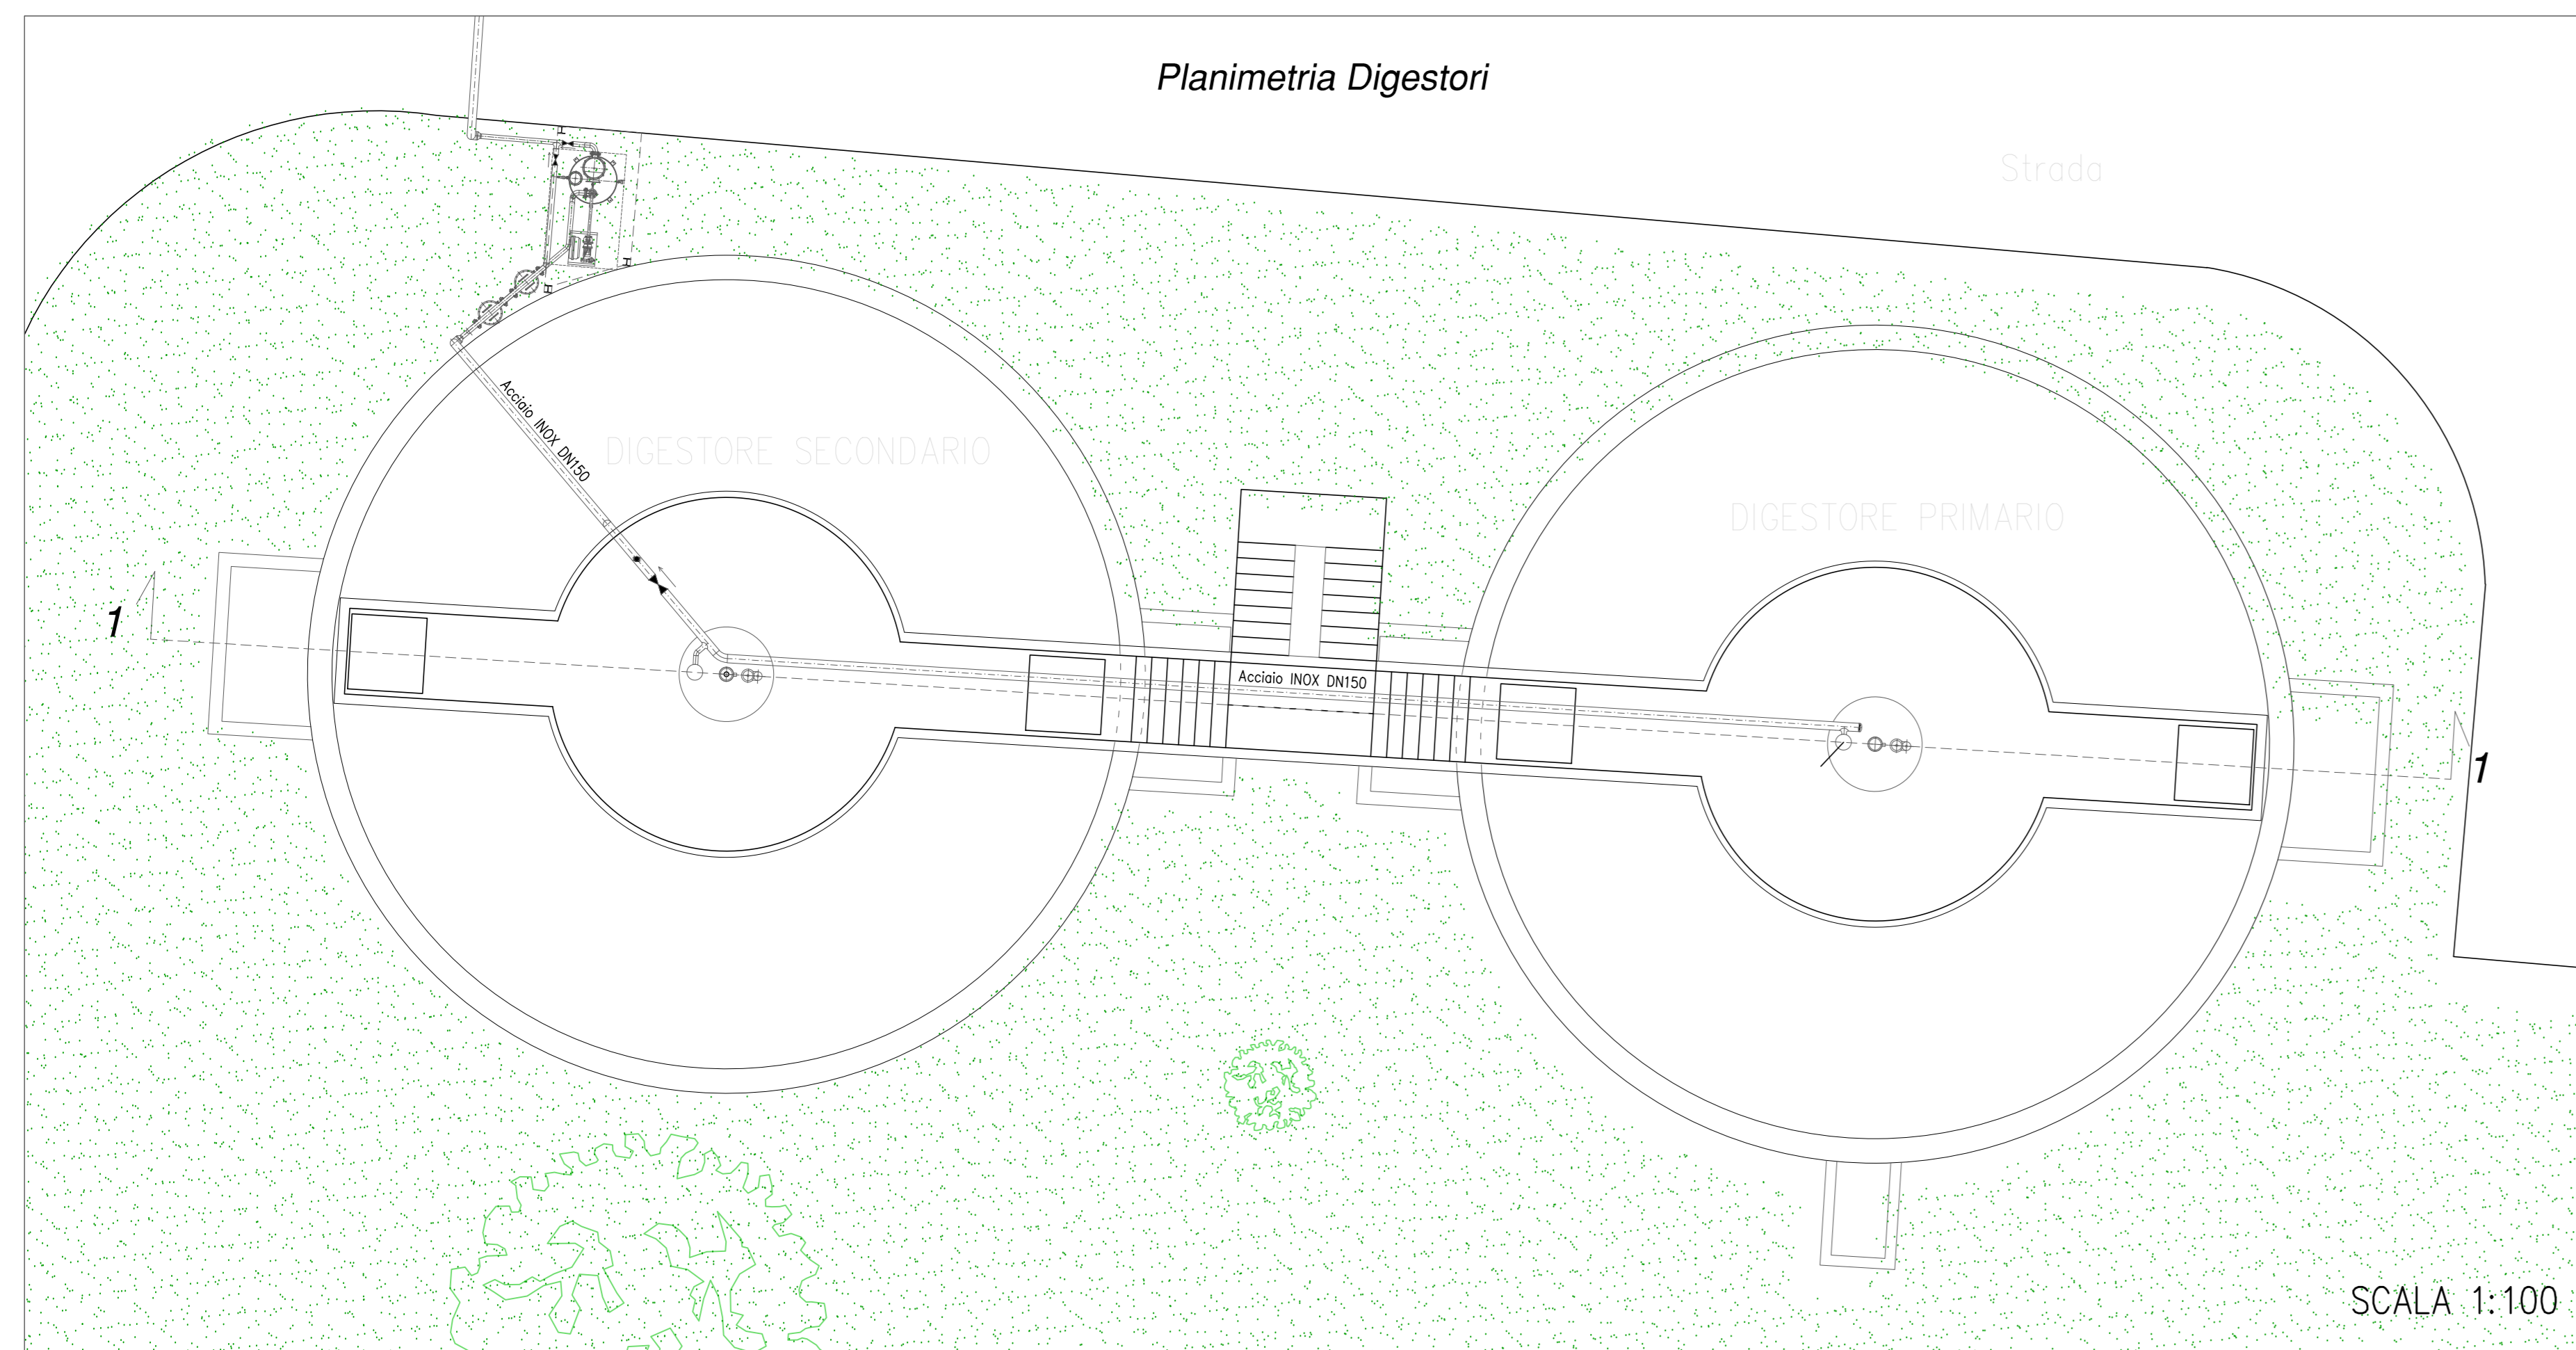 Planimetria Digestori
Strada
Acciaio INOX DN150
DIGESTORE SECONDARIO
DIGESTORE PRIMARIO
1
Acciaio INOX DN150
1
SCALA 1:100